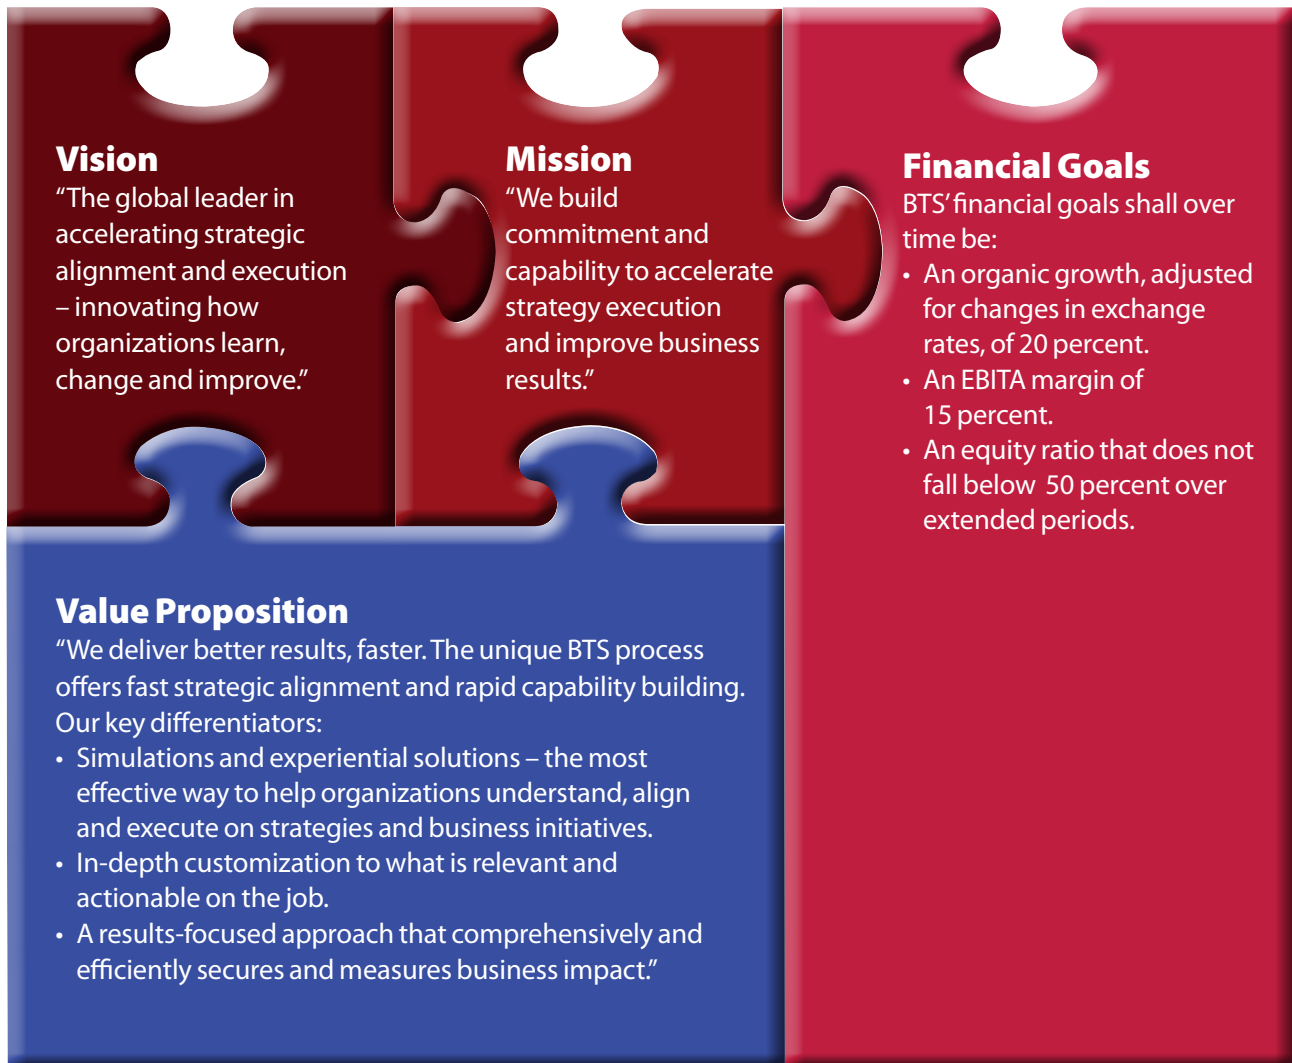 Vision
“The global leader in
accelerating strategic
alignment and execution
– innovating how
organizations learn,
change and improve.”
Mission
“We build
commitment and
capability to accelerate
strategy execution
and improve business
results.”
Financial Goals
BTS’ financial goals shall over
time be:
• An organic growth, adjusted
for changes in exchange
rates, of 20 percent.
• An EBITA margin of
15 percent.
• An equity ratio that does not
fall below 50 percent over
extended periods.
Value Proposition
“We deliver better results, faster. The unique BTS process
offers fast strategic alignment and rapid capability building.
Our key differentiators:
• Simulations and experiential solutions – the most
effective way to help organizations understand, align
and execute on strategies and business initiatives.
• In-depth customization to what is relevant and
actionable on the job.
• A results-focused approach that comprehensively and
efficiently secures and measures business impact.”